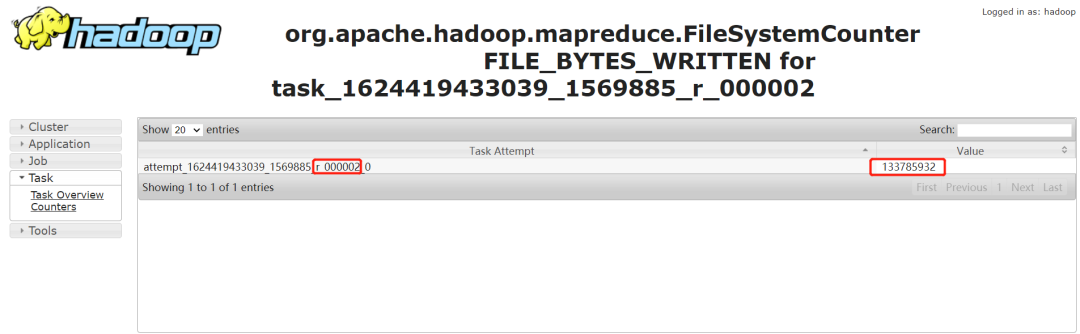 Logged in as: hadoop
hadoop
org.apache.hadoop.mapreduce.FileSystemCounter
FILE_BYTES_WRITTEN for
task_1624419433039_1569885_r_000002
Cluster
Application
Job
Task
Task Overview
Counters
Tools
Show 20 entries Search:
Task Attempt Value
attempt_1624419433039_1569885_r_000002_0 133785932
Showing 1 to 1 of 1 entries First Previous 1 Next Last